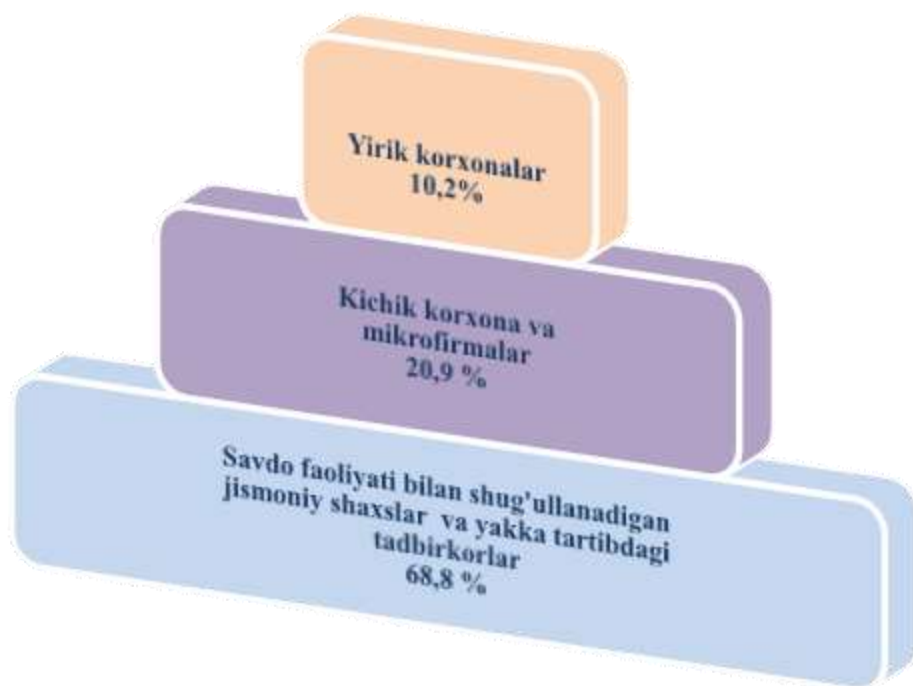 Yirik korxonalar
10,2%
Kichik korxona va
mikrofirmalar
20,9 %
Savdo faoliyati bilan shug'ullanadigan
jismoniy shaxslar va yakka tartibdagi
tadbirkorlar
68,8 %